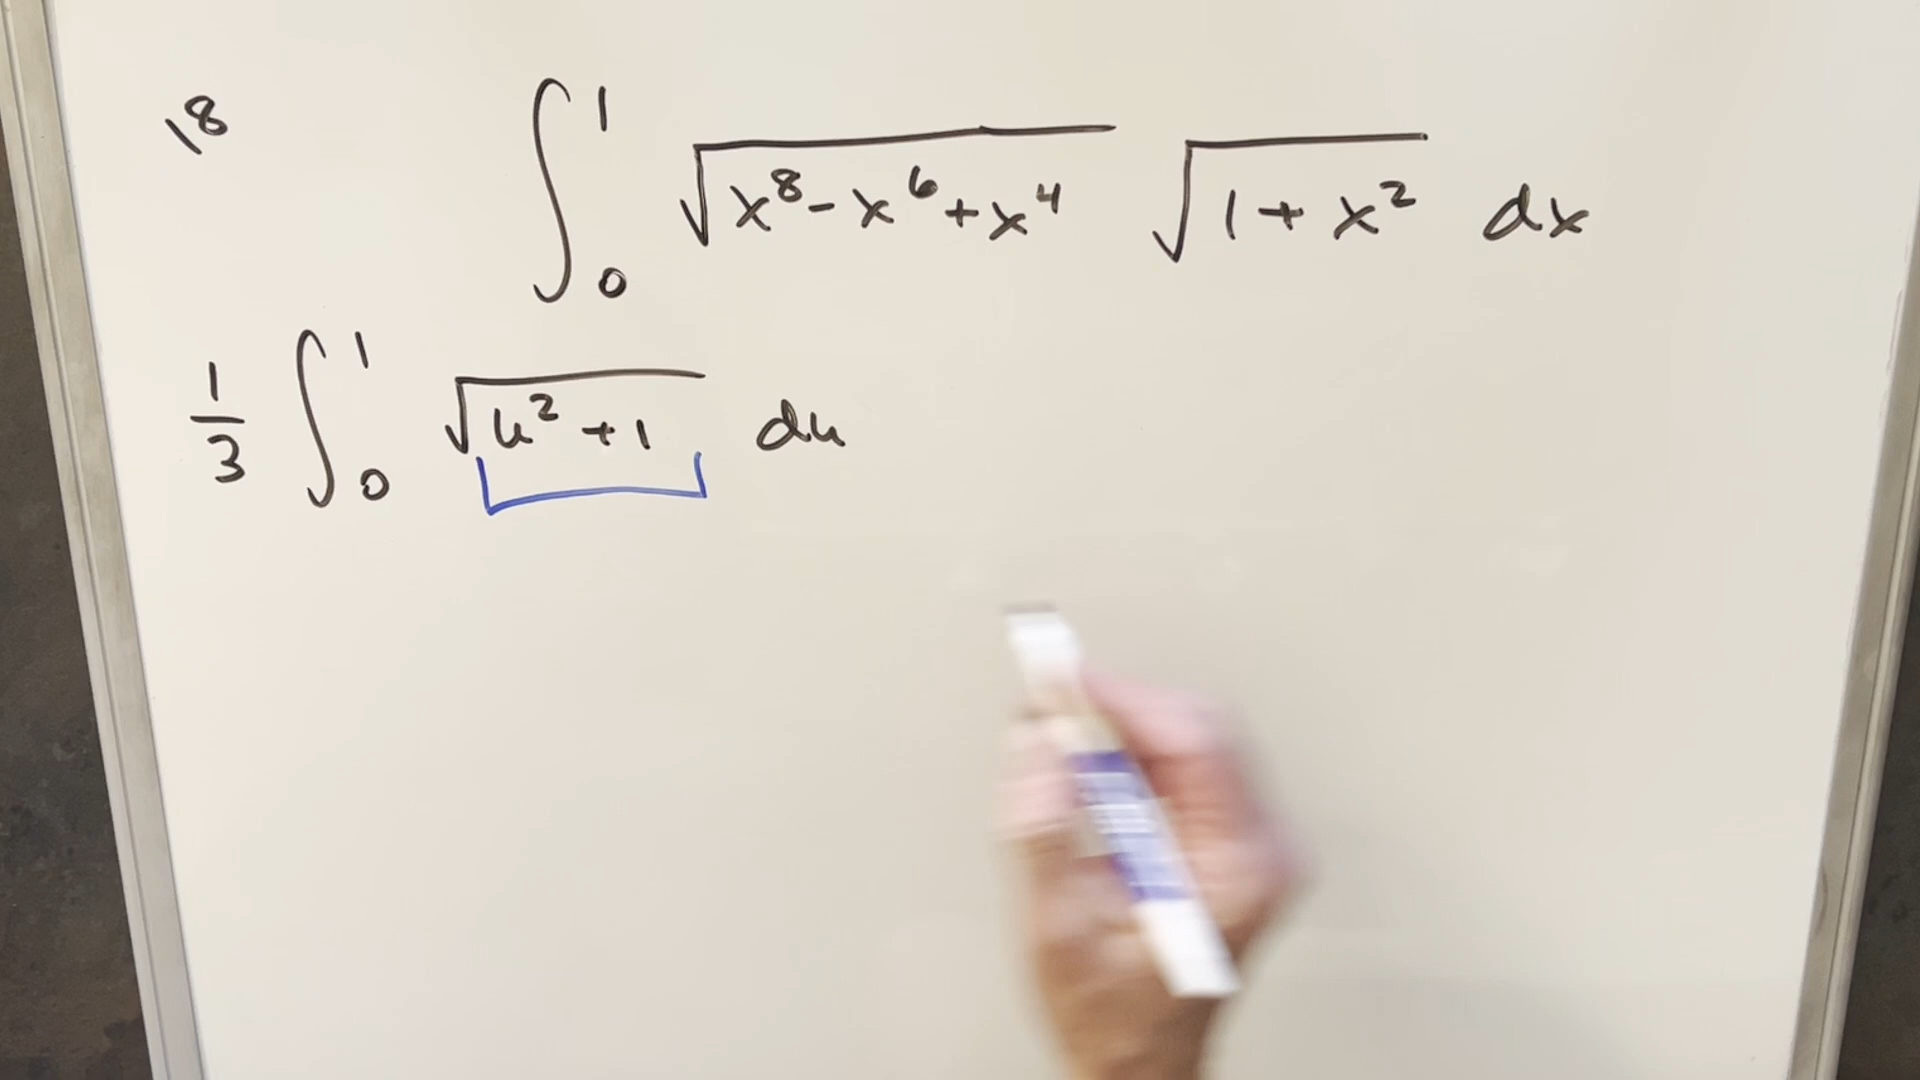 18
∫₀¹ √(x⁸ - x⁶ + x⁴) √(1 + x²) dx
1/3 ∫₀¹ √(u² + 1) du